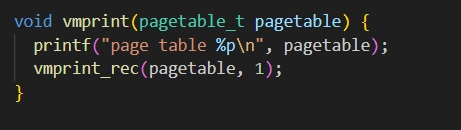 void vmprint(pagetable_t pagetable) {
  printf("page table %p\n", pagetable);
  vmprint_rec(pagetable, 1);
}